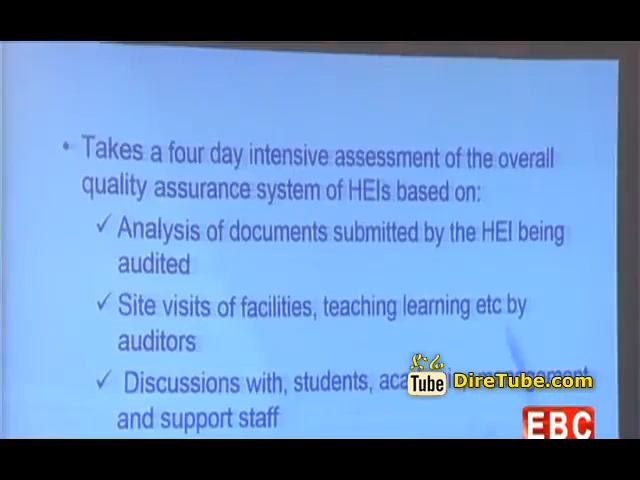 • Takes a four day intensive assessment of the overall
quality assurance system of HEIs based on:
✓ Analysis of documents submitted by the HEI being
audited
✓ Site visits of facilities, teaching learning etc by
auditors
✓ Discussions with, students, management
and support staff
ድሬ
Tube DireTube.com
EBC